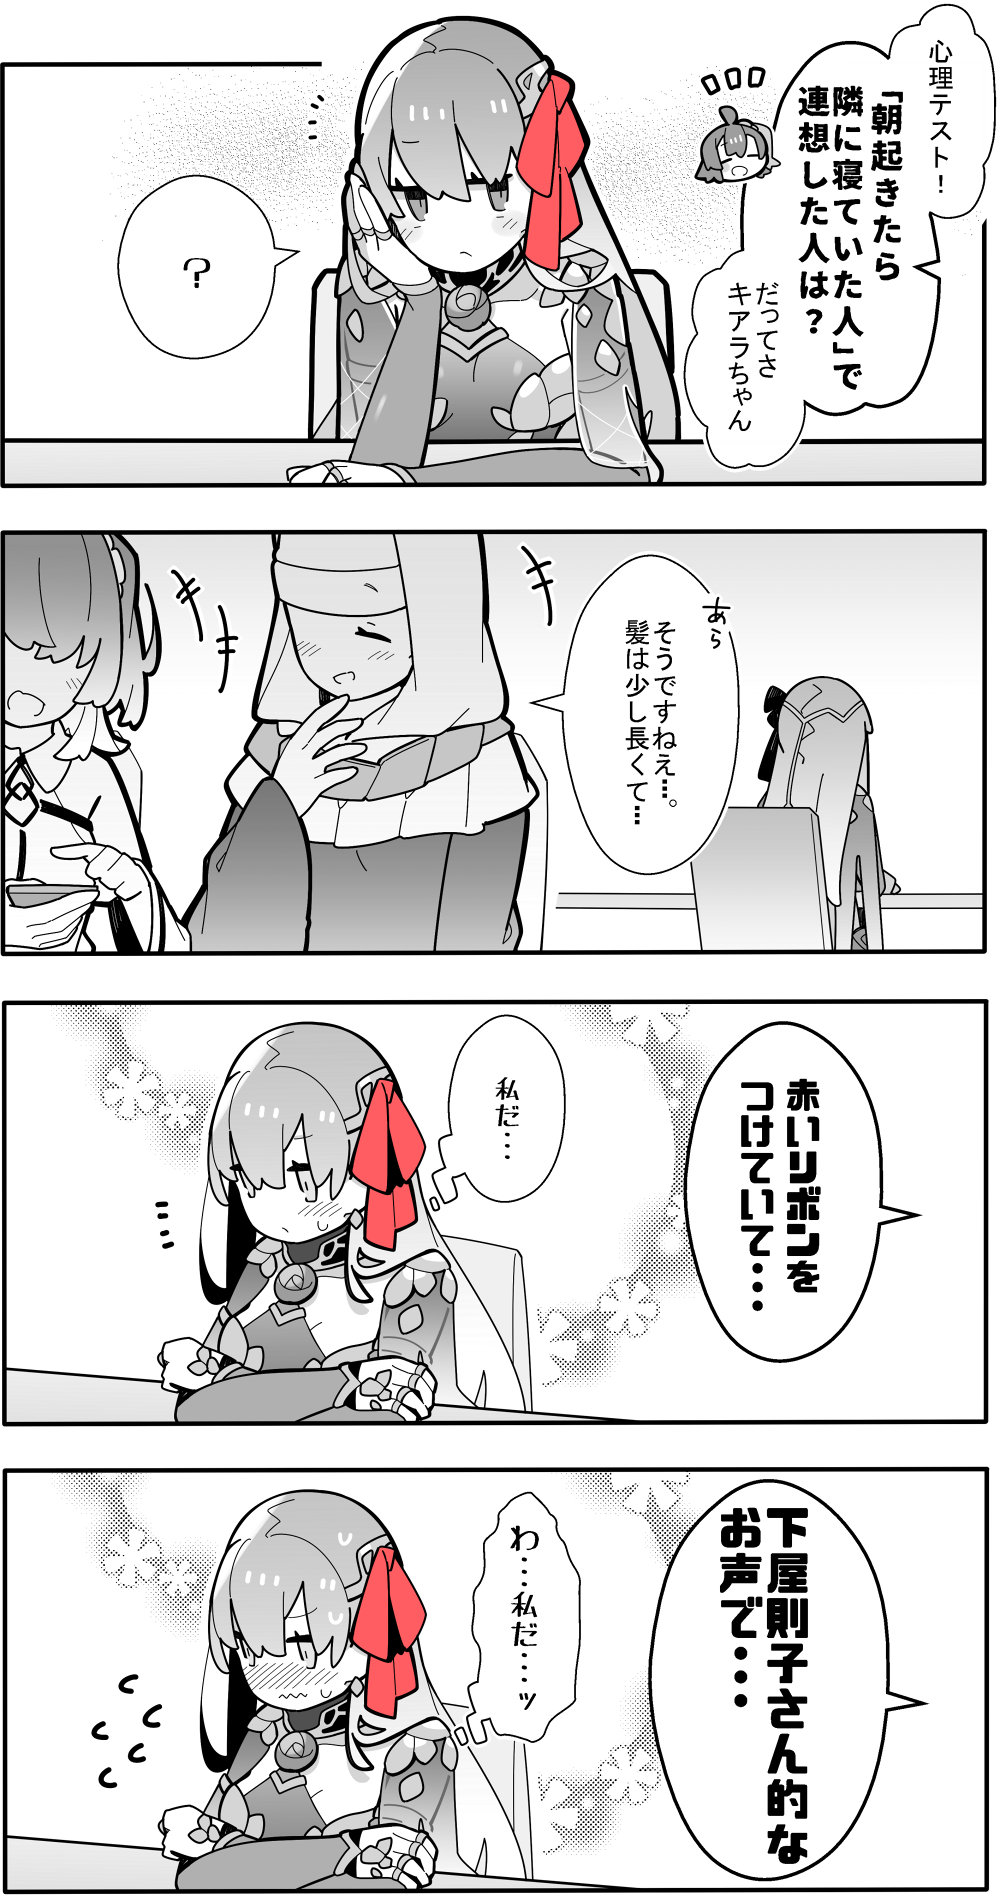 心理テスト!
「朝起きたら
隣に寝ていた人」で
連想した人は?
だってさ
キアラちゃん
?
あら
そうですねえ…。
髪は少し長くて…
赤いリボンを
つけていて・・・
私だ・・・
下屋則子さん的な
お声で・・・
わ・・・私だ・・・ッ